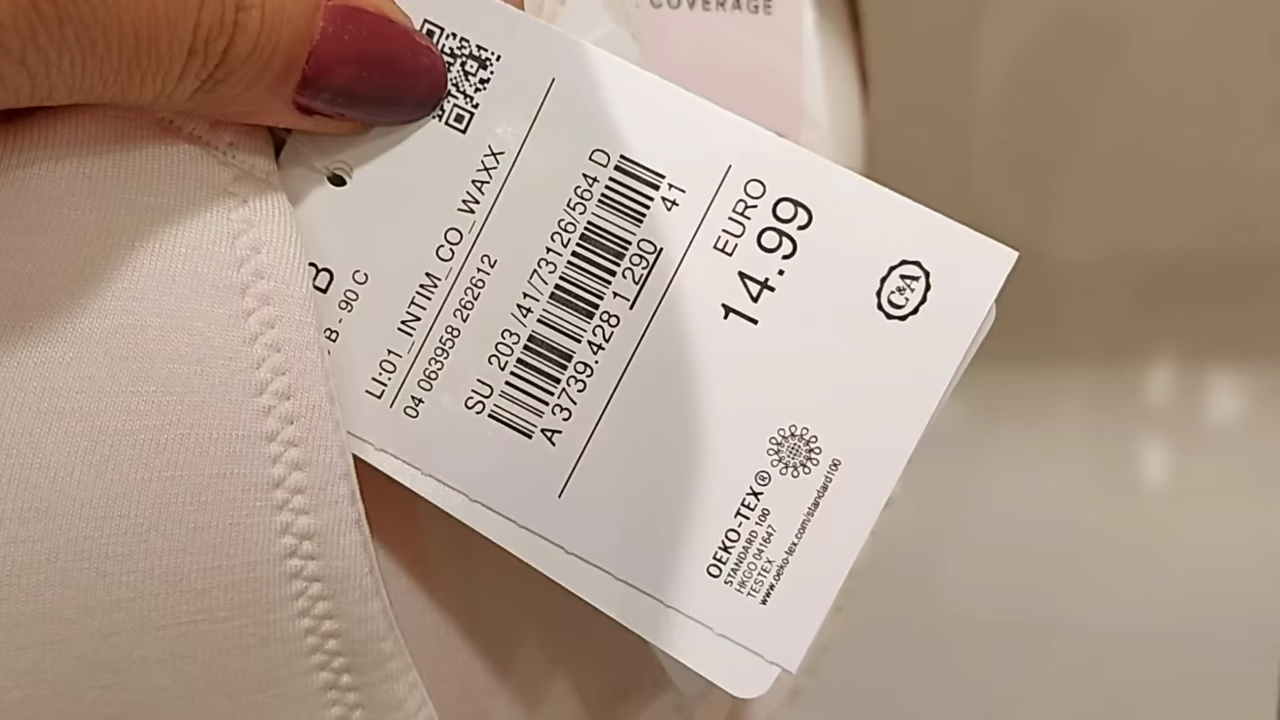 COVERAGE
B
B - 90 C
LI:01_INTIM_CO_WAXX
04 063958 262612
SU 203 /41/73126/564 D
A 3739.428 1 290
41
EURO
14.99
C&A
OEKO-TEX®
STANDARD 100
HKGO 041647
TESTEX
www.oeko-tex.com/standard100